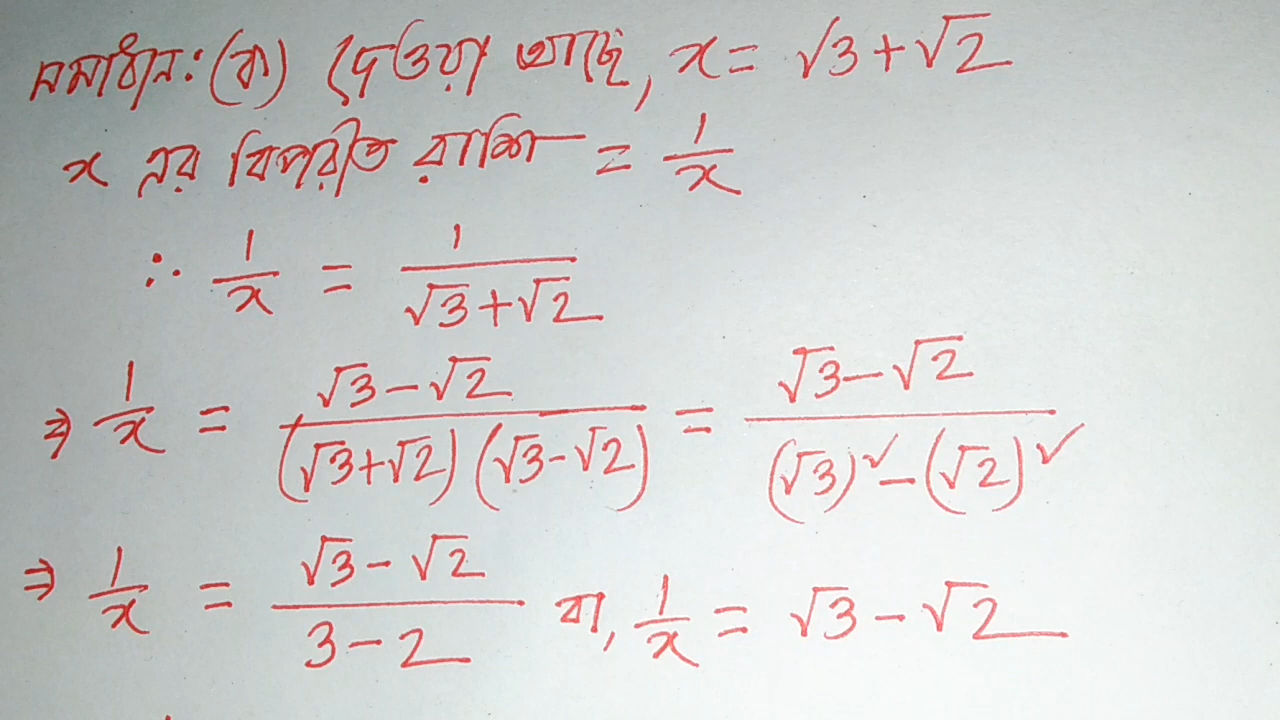 সমাধান: (ক) দেওয়া আছে, x = √3 + √2
x এর বিপরীত রাশি = 1/x
∴ 1/x = 1/(√3+√2)
⇒ 1/x = (√3-√2)/((√3+√2)(√3-√2)) = (√3-√2)/((√3)² - (√2)²)
⇒ 1/x = (√3-√2)/(3-2) বা, 1/x = √3 - √2